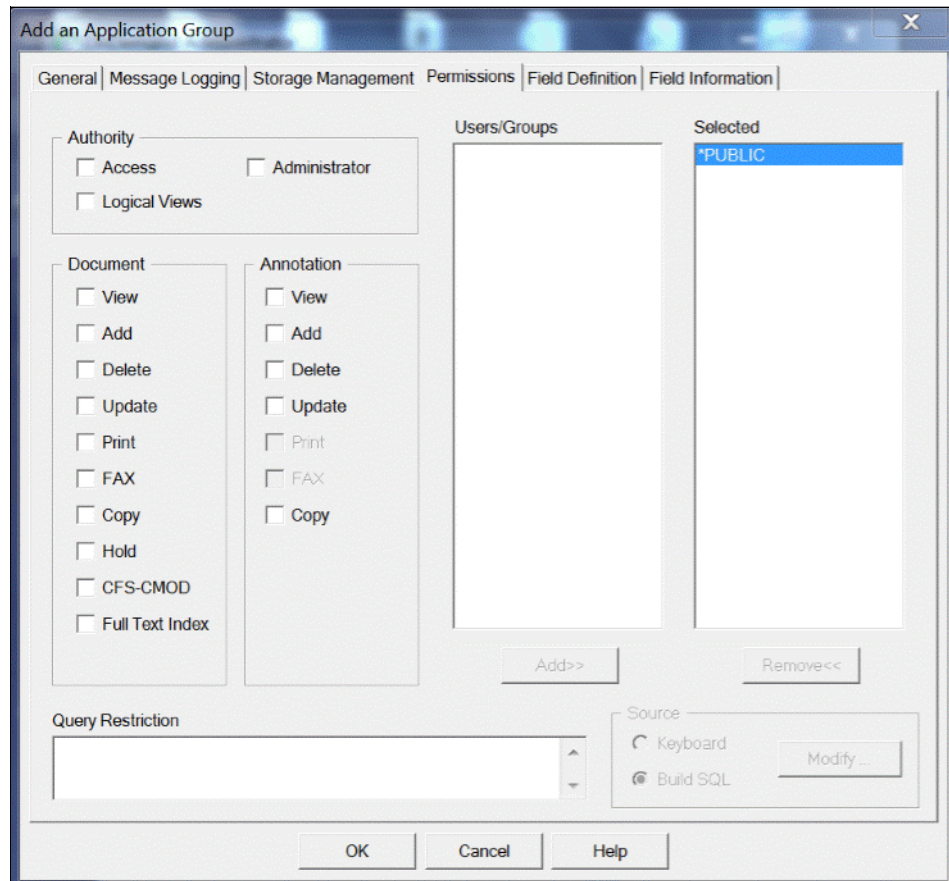 Add an Application Group
X
General Message Logging Storage Management Permissions Field Definition Field Information
Authority
Access Administrator
Logical Views
Users/Groups
Selected
*PUBLIC
Document
View
Add
Delete
Update
Print
FAX
Copy
Hold
CFS-CMOD
Full Text Index
Annotation
View
Add
Delete
Update
Print
FAX
Copy
Add>>
Remove<<
Query Restriction
Source
Keyboard
Build SQL
Modify ...
OK Cancel Help